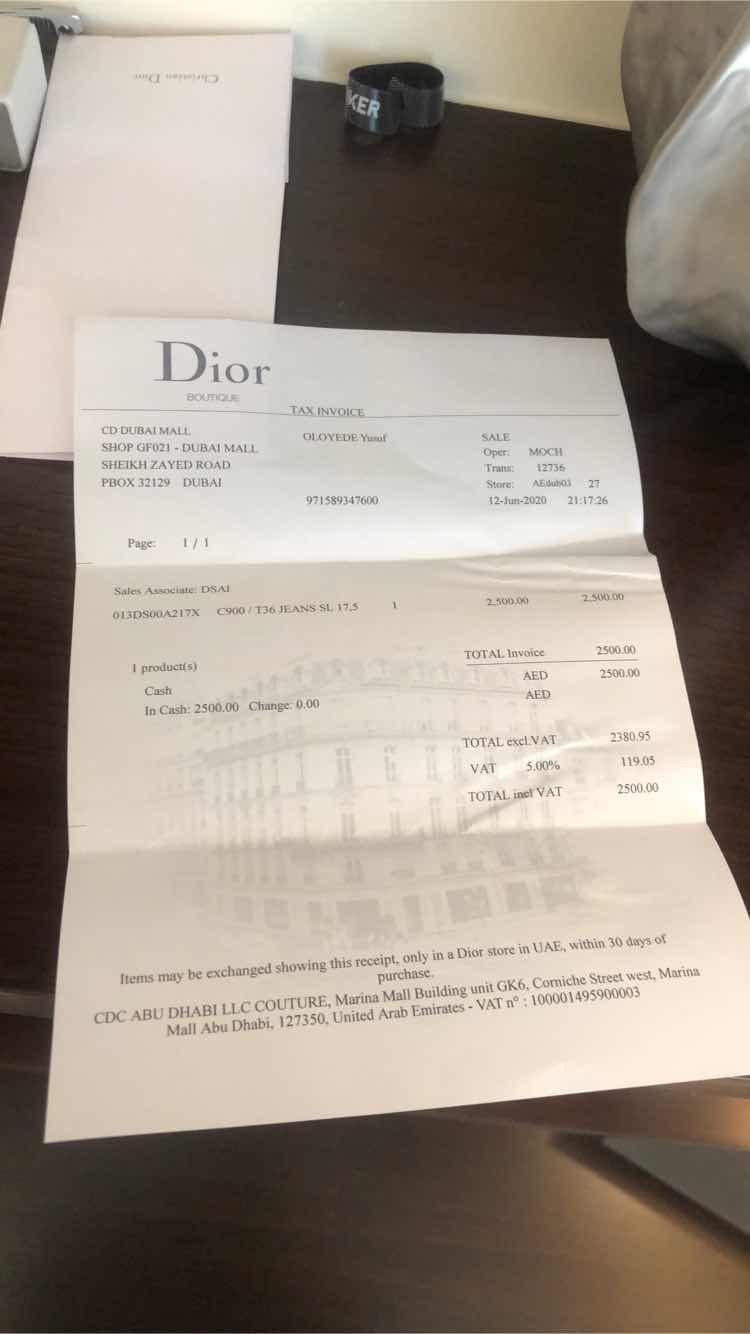 Christian Dior
KER
Dior
BOUTIQUE
TAX INVOICE
CD DUBAI MALL
SHOP GF021 - DUBAI MALL
SHEIKH ZAYED ROAD
PBOX 32129 DUBAI
OLOYEDE Yusuf
971589347600
SALE
Oper: MOCH
Trans: 12736
Store: AEdub03 27
12-Jun-2020 21:17:26
Page: 1 / 1
Sales Associate: DSAI
013DS00A217X C900 / T36 JEANS SL 17,5 1 2,500.00 2,500.00
TOTAL Invoice 2500.00
1 product(s)
AED 2500.00
Cash
AED
In Cash: 2500.00 Change: 0.00
TOTAL excl.VAT 2380.95
VAT 5.00% 119.05
TOTAL incl VAT 2500.00
Items may be exchanged showing this receipt, only in a Dior store in UAE, within 30 days of
purchase.
CDC ABU DHABI LLC COUTURE, Marina Mall Building unit GK6, Corniche Street west, Marina
Mall Abu Dhabi, 127350, United Arab Emirates - VAT n° : 100001495900003